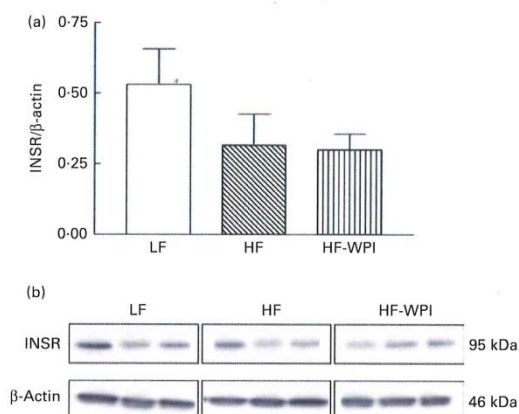 (a)
0·75
0·50
0·25
0·00
INSR/β-actin
LF HF HF-WPI
(b)
LF HF HF-WPI
INSR 95 kDa
β-Actin 46 kDa